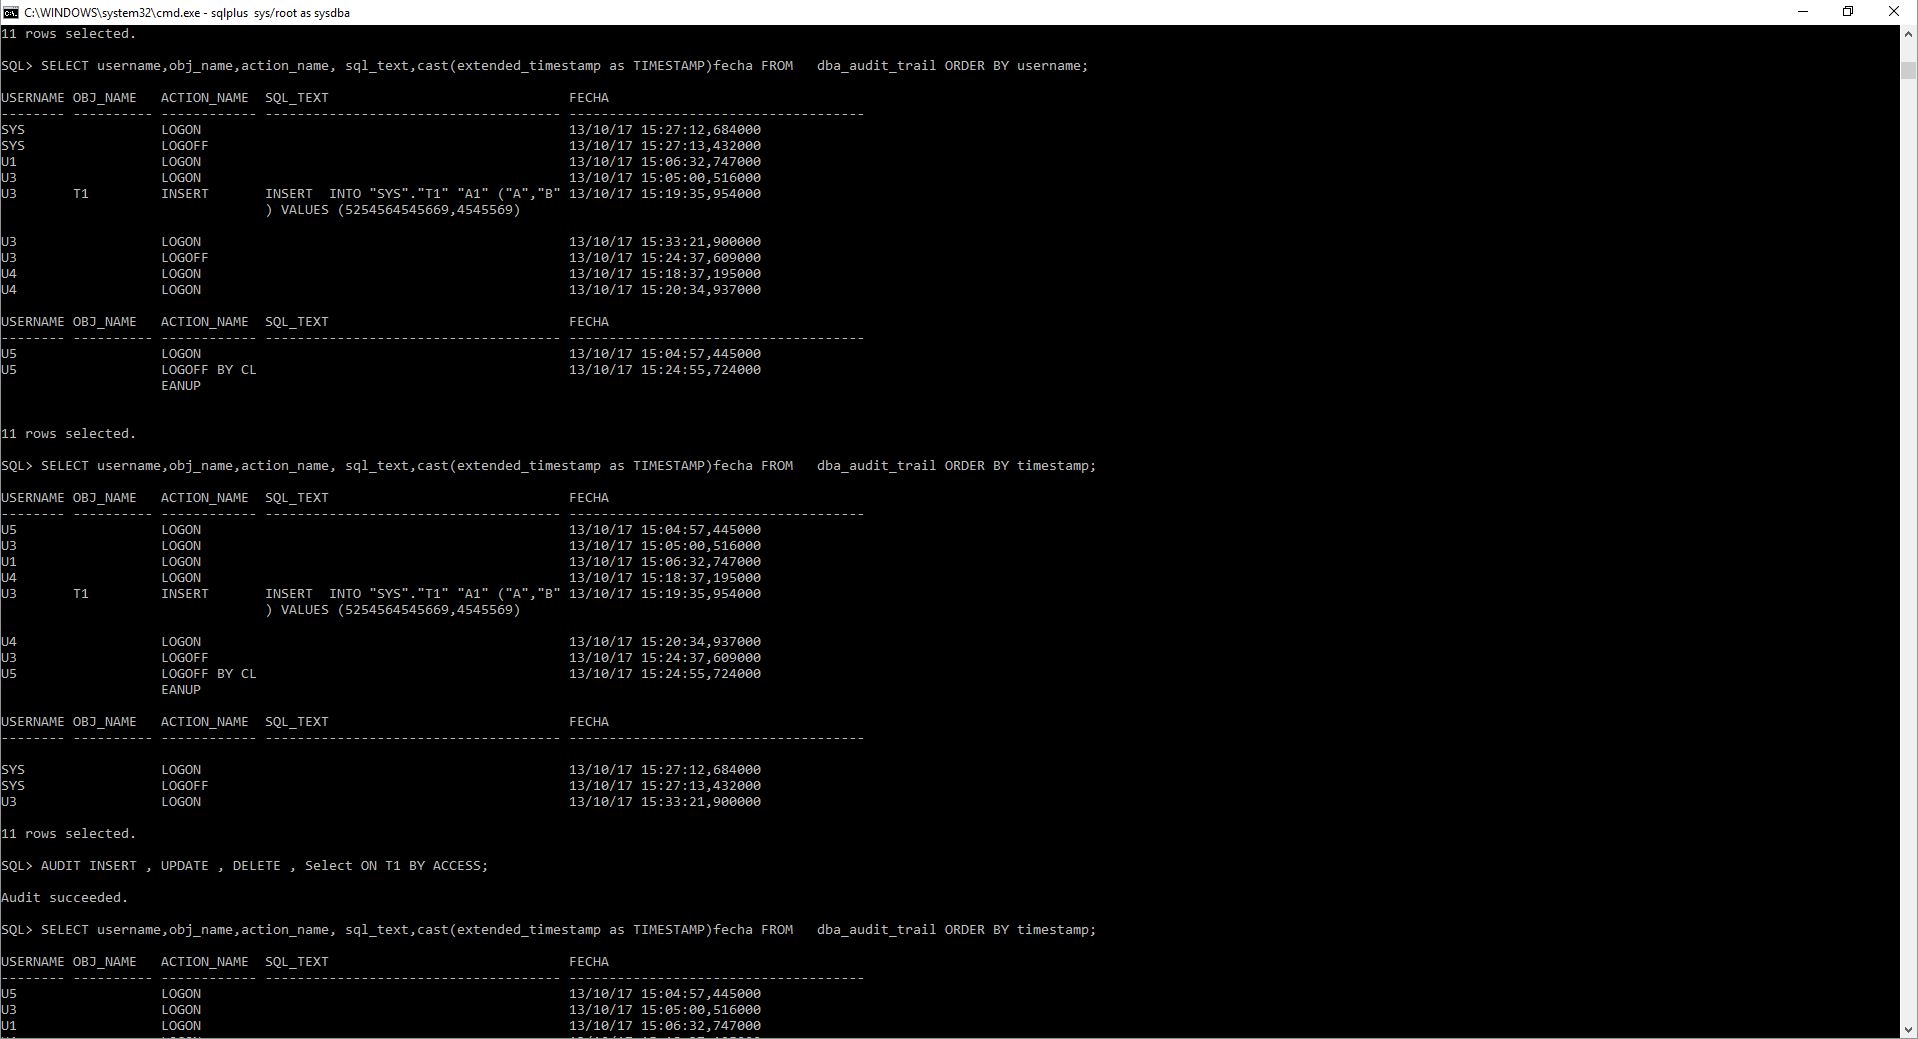 C:\WINDOWS\system32\cmd.exe - sqlplus  sys/root as sysdba
11 rows selected.
SQL> SELECT username,obj_name,action_name, sql_text,cast(extended_timestamp as TIMESTAMP)fecha FROM   dba_audit_trail ORDER BY username;
USERNAME OBJ_NAME   ACTION_NAME  SQL_TEXT                              FECHA
-------- ---------- ------------ ------------------------------------- -------------------------------------
SYS                 LOGON                                              13/10/17 15:27:12,684000
SYS                 LOGOFF                                             13/10/17 15:27:13,432000
U1                  LOGON                                              13/10/17 15:06:32,747000
U3                  LOGON                                              13/10/17 15:05:00,516000
U3       T1         INSERT       INSERT  INTO "SYS"."T1" "A1" ("A","B" 13/10/17 15:19:35,954000
                                 ) VALUES (5254564545669,4545569)
U3                  LOGON                                              13/10/17 15:33:21,900000
U3                  LOGOFF                                             13/10/17 15:24:37,609000
U4                  LOGON                                              13/10/17 15:18:37,195000
U4                  LOGON                                              13/10/17 15:20:34,937000
USERNAME OBJ_NAME   ACTION_NAME  SQL_TEXT                              FECHA
-------- ---------- ------------ ------------------------------------- -------------------------------------
U5                  LOGON                                              13/10/17 15:04:57,445000
U5                  LOGOFF BY CL                                       13/10/17 15:24:55,724000
                    EANUP
11 rows selected.
SQL> SELECT username,obj_name,action_name, sql_text,cast(extended_timestamp as TIMESTAMP)fecha FROM   dba_audit_trail ORDER BY timestamp;
USERNAME OBJ_NAME   ACTION_NAME  SQL_TEXT                              FECHA
-------- ---------- ------------ ------------------------------------- -------------------------------------
U5                  LOGON                                              13/10/17 15:04:57,445000
U3                  LOGON                                              13/10/17 15:05:00,516000
U1                  LOGON                                              13/10/17 15:06:32,747000
U4                  LOGON                                              13/10/17 15:18:37,195000
U3       T1         INSERT       INSERT  INTO "SYS"."T1" "A1" ("A","B" 13/10/17 15:19:35,954000
                                 ) VALUES (5254564545669,4545569)
U4                  LOGON                                              13/10/17 15:20:34,937000
U3                  LOGOFF                                             13/10/17 15:24:37,609000
U5                  LOGOFF BY CL                                       13/10/17 15:24:55,724000
                    EANUP
USERNAME OBJ_NAME   ACTION_NAME  SQL_TEXT                              FECHA
-------- ---------- ------------ ------------------------------------- -------------------------------------
SYS                 LOGON                                              13/10/17 15:27:12,684000
SYS                 LOGOFF                                             13/10/17 15:27:13,432000
U3                  LOGON                                              13/10/17 15:33:21,900000
11 rows selected.
SQL> AUDIT INSERT , UPDATE , DELETE , Select ON T1 BY ACCESS;
Audit succeeded.
SQL> SELECT username,obj_name,action_name, sql_text,cast(extended_timestamp as TIMESTAMP)fecha FROM   dba_audit_trail ORDER BY timestamp;
USERNAME OBJ_NAME   ACTION_NAME  SQL_TEXT                              FECHA
-------- ---------- ------------ ------------------------------------- -------------------------------------
U5                  LOGON                                              13/10/17 15:04:57,445000
U3                  LOGON                                              13/10/17 15:05:00,516000
U1                  LOGON                                              13/10/17 15:06:32,747000